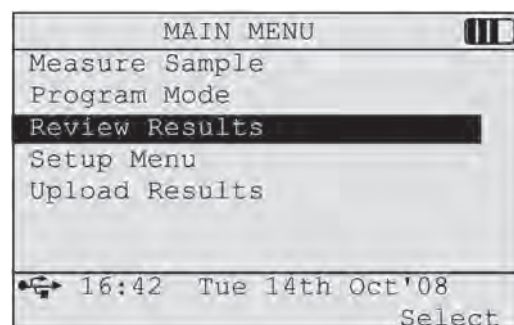 MAIN MENU
Measure Sample
Program Mode
Review Results
Setup Menu
Upload Results
16:42 Tue 14th Oct'08
Select